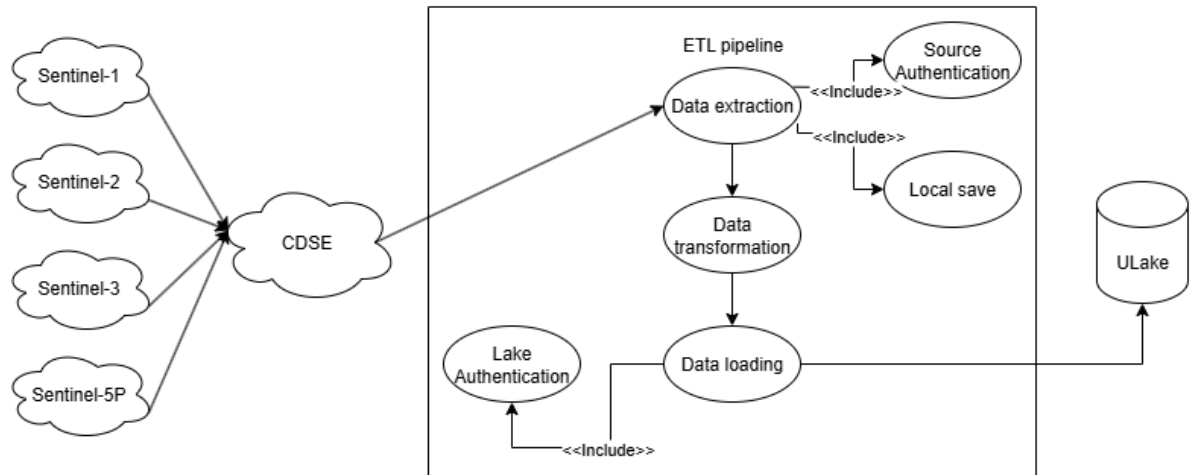 Sentinel-1
Sentinel-2
Sentinel-3
Sentinel-5P
CDSE
ETL pipeline
Data extraction
<<Include>>
Source
Authentication
<<Include>>
Local save
Data
transformation
Data loading
<<Include>>
Lake
Authentication
ULake